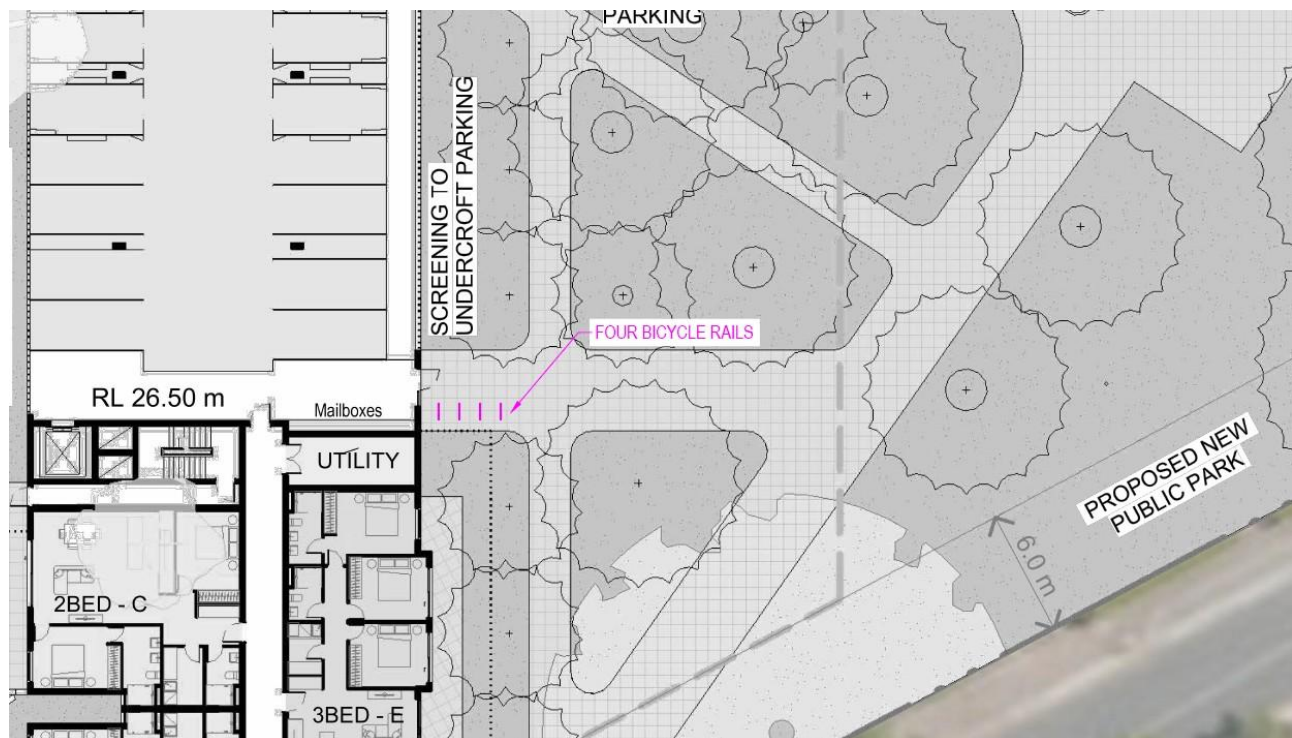 PARKING
SCREENING TO
UNDERCROFT PARKING
FOUR BICYCLE RAILS
RL 26.50 m
Mailboxes
UTILITY
PROPOSED NEW
PUBLIC PARK
6.0 m
2BED - C
3BED - E